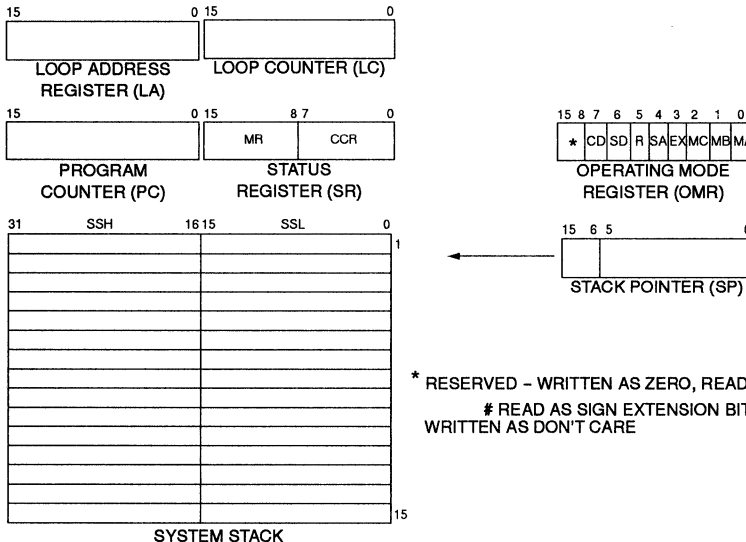 15 0 15 0
LOOP ADDRESS
REGISTER (LA)
LOOP COUNTER (LC)
15 0 15 8 7 0
MR CCR
PROGRAM
COUNTER (PC)
STATUS
REGISTER (SR)
15 8 7 6 5 4 3 2 1 0
* CD SD R SA EX MC MB MA
OPERATING MODE
REGISTER (OMR)
31 SSH 16 15 SSL 0
1
15
SYSTEM STACK
15 6 5
STACK POINTER (SP)
* RESERVED – WRITTEN AS ZERO, READ
# READ AS SIGN EXTENSION BIT
WRITTEN AS DON'T CARE